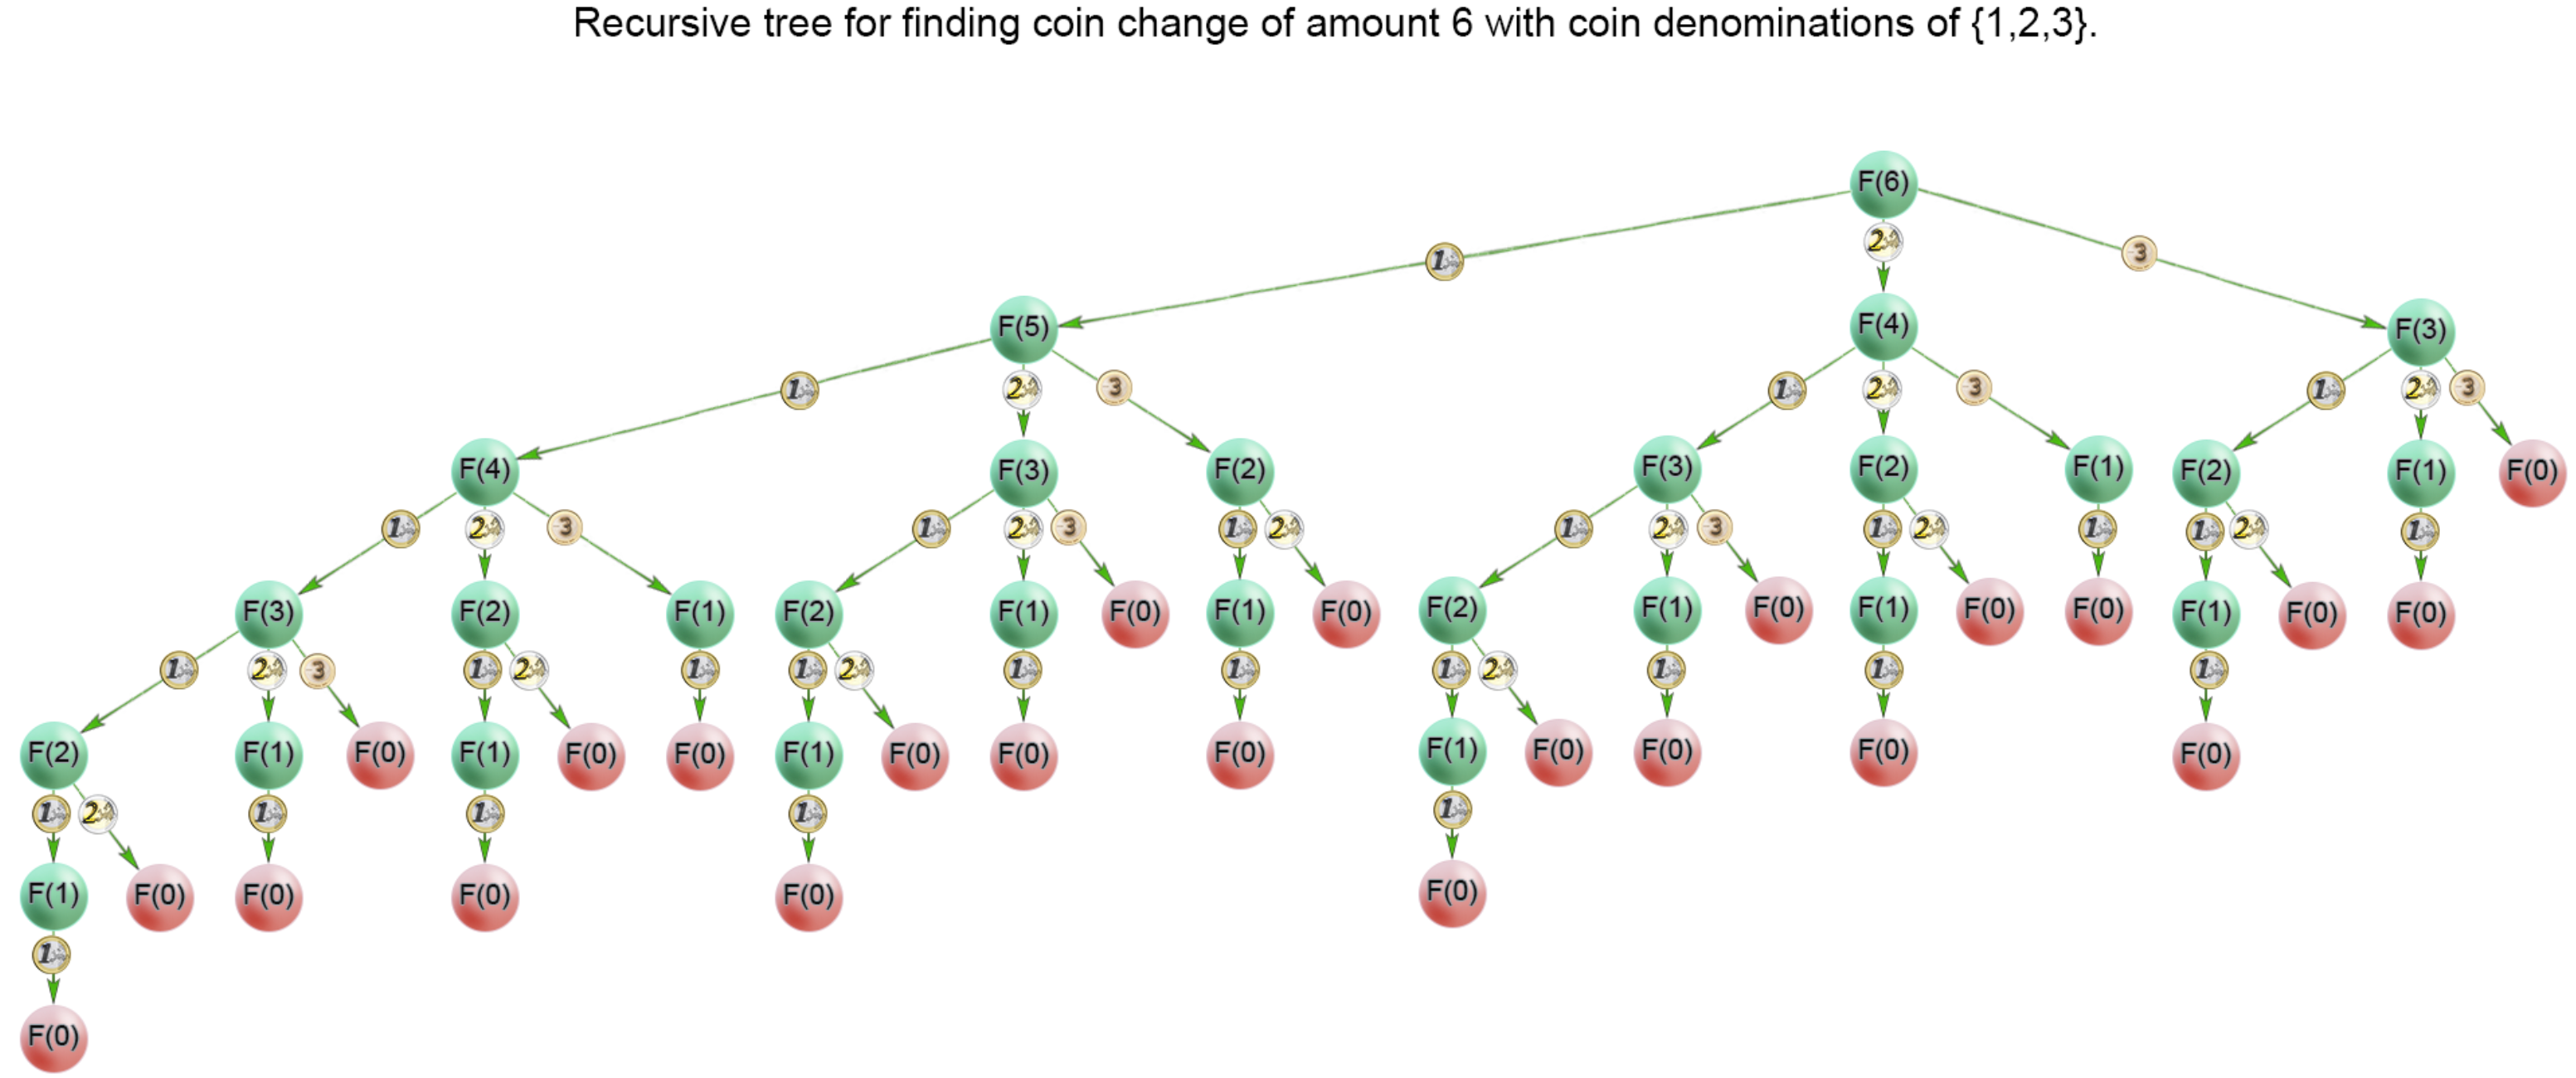 Recursive tree for finding coin change of amount 6 with coin denominations of {1,2,3}.
F(6)
2
1 3
F(5) F(4) F(3)
1 2 3 1 2 3 1 2 3
F(4) F(3) F(2) F(3) F(2) F(1) F(2) F(1) F(0)
1 2 3 1 2 3 1 2 1 2 3 1 2 1 1 2 1
F(3) F(2) F(1) F(2) F(1) F(0) F(1) F(0) F(2) F(1) F(0) F(1) F(0) F(0) F(1) F(0) F(0)
1 2 3 1 2 1 1 2 1 1 1 2 1 1 1
F(2) F(1) F(0) F(1) F(0) F(0) F(1) F(0) F(0) F(0) F(1) F(0) F(0) F(0) F(0)
1 2 1 1 1 1
F(1) F(0) F(0) F(0) F(0) F(0)
1
F(0)